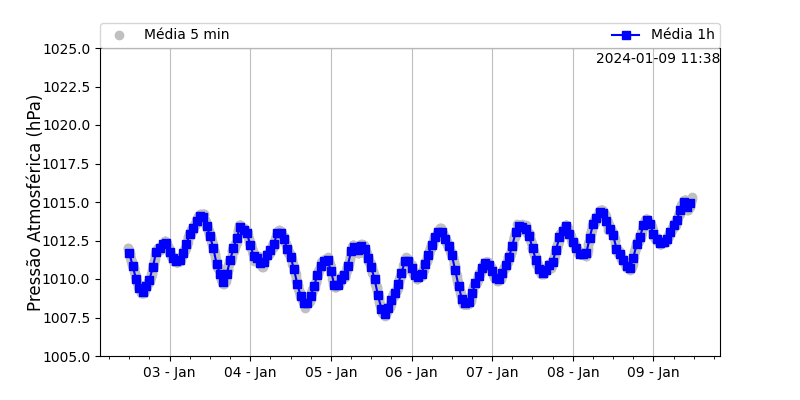 Média 5 min
Média 1h
2024-01-09 11:38
Pressão Atmosférica (hPa)
1025.0
1022.5
1020.0
1017.5
1015.0
1012.5
1010.0
1007.5
1005.0
03 - Jan
04 - Jan
05 - Jan
06 - Jan
07 - Jan
08 - Jan
09 - Jan